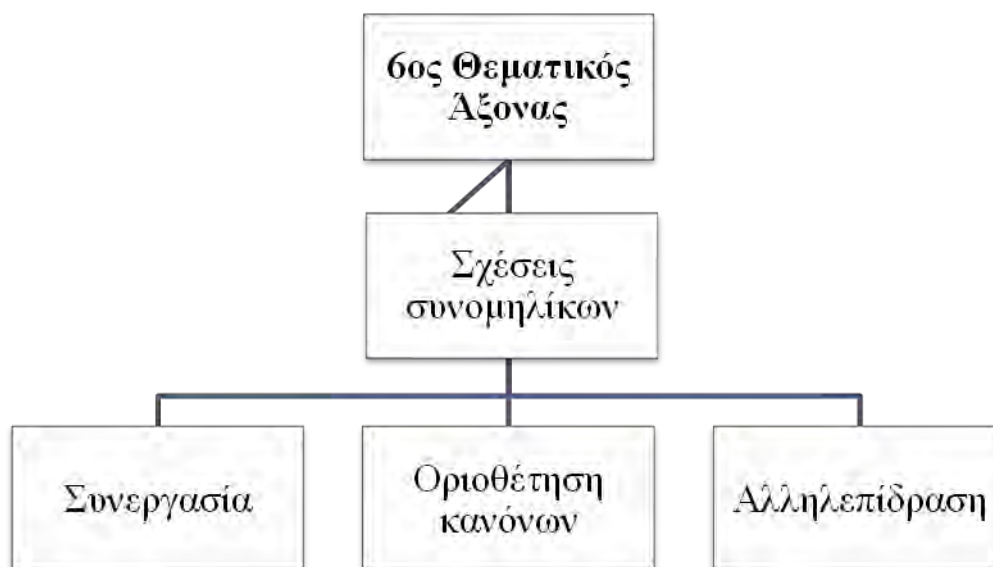 6ος Θεματικός
Άξονας
Σχέσεις
συνομηλίκων
Συνεργασία
Οριοθέτηση
κανόνων
Αλληλεπίδραση